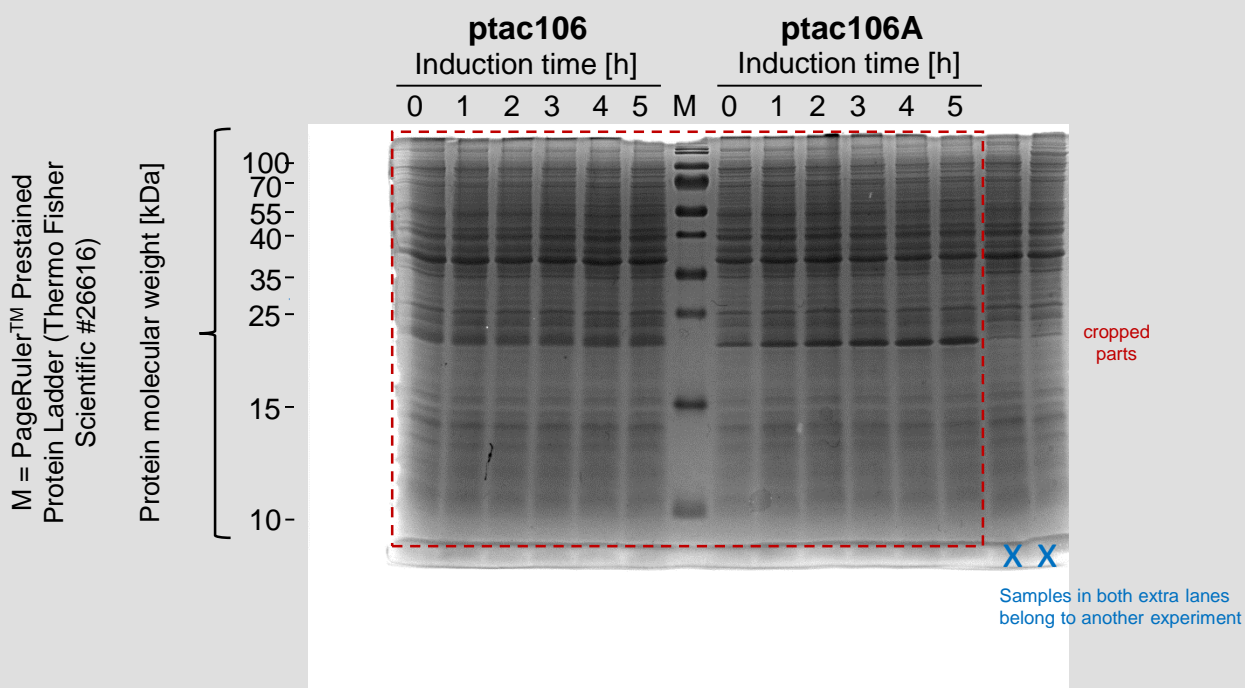 ptac106
Induction time [h]
0 1 2 3 4 5
M
ptac106A
Induction time [h]
0 1 2 3 4 5
M = PageRuler™ Prestained
Protein Ladder (Thermo Fisher
Scientific #26616)
Protein molecular weight [kDa]
100-
70-
55-
40-
35-
25-
15-
10-
cropped
parts
X X
Samples in both extra lanes
belong to another experiment